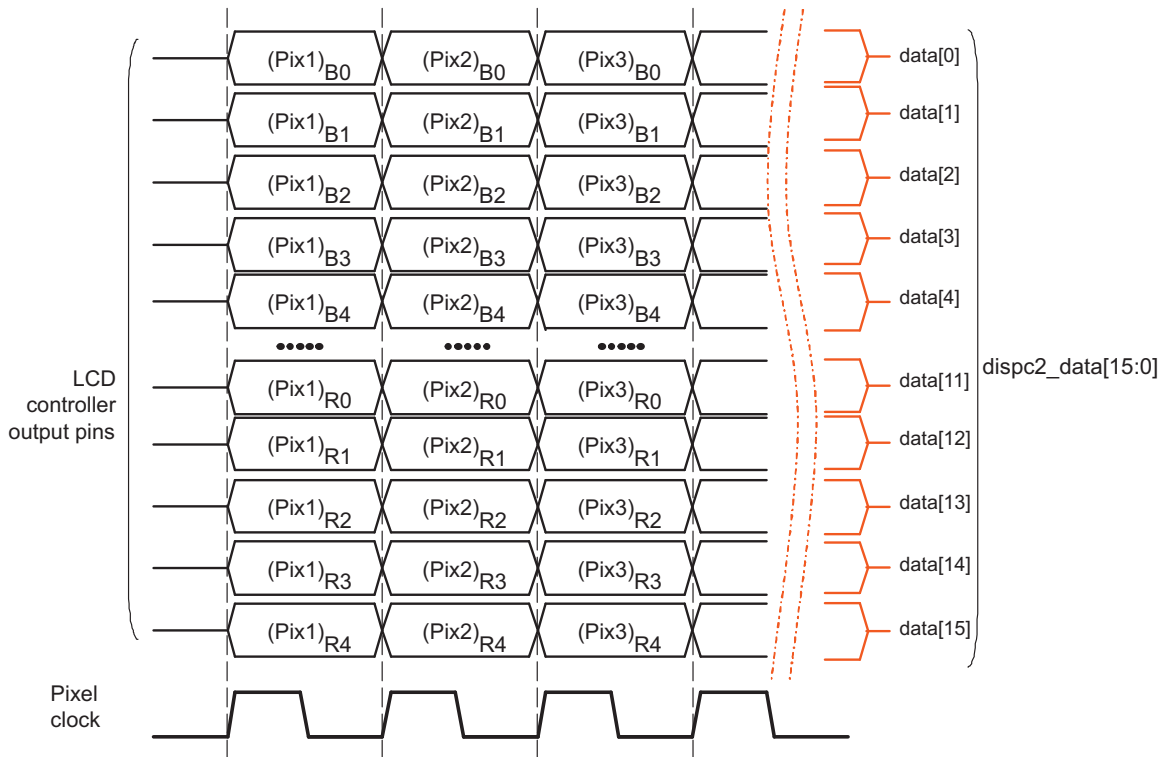 (Pix1)B0 (Pix2)B0 (Pix3)B0 data[0]
(Pix1)B1 (Pix2)B1 (Pix3)B1 data[1]
(Pix1)B2 (Pix2)B2 (Pix3)B2 data[2]
(Pix1)B3 (Pix2)B3 (Pix3)B3 data[3]
(Pix1)B4 (Pix2)B4 (Pix3)B4 data[4]
LCD
controller
output pins
(Pix1)R0 (Pix2)R0 (Pix3)R0 data[11]
dispc2_data[15:0]
(Pix1)R1 (Pix2)R1 (Pix3)R1 data[12]
(Pix1)R2 (Pix2)R2 (Pix3)R2 data[13]
(Pix1)R3 (Pix2)R3 (Pix3)R3 data[14]
(Pix1)R4 (Pix2)R4 (Pix3)R4 data[15]
Pixel
clock